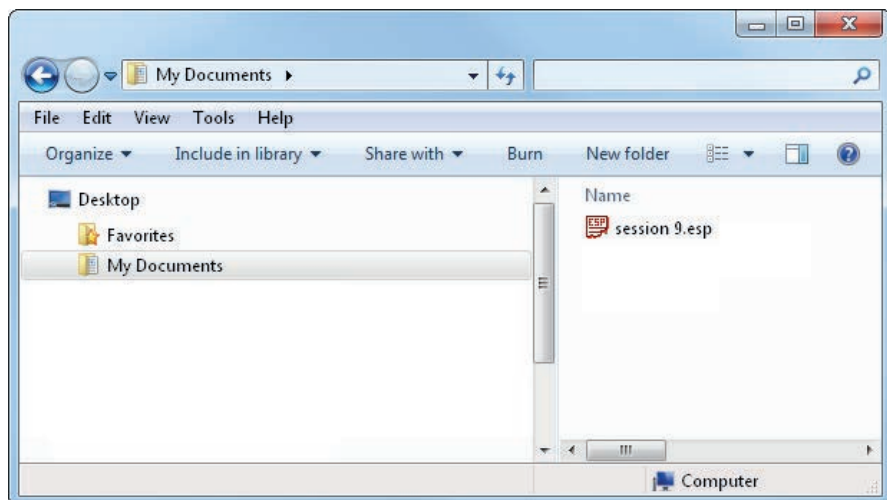 My Documents
File Edit View Tools Help
Organize Include in library Share with Burn New folder
Desktop
Favorites
My Documents
Name
ESP session 9.esp
Computer